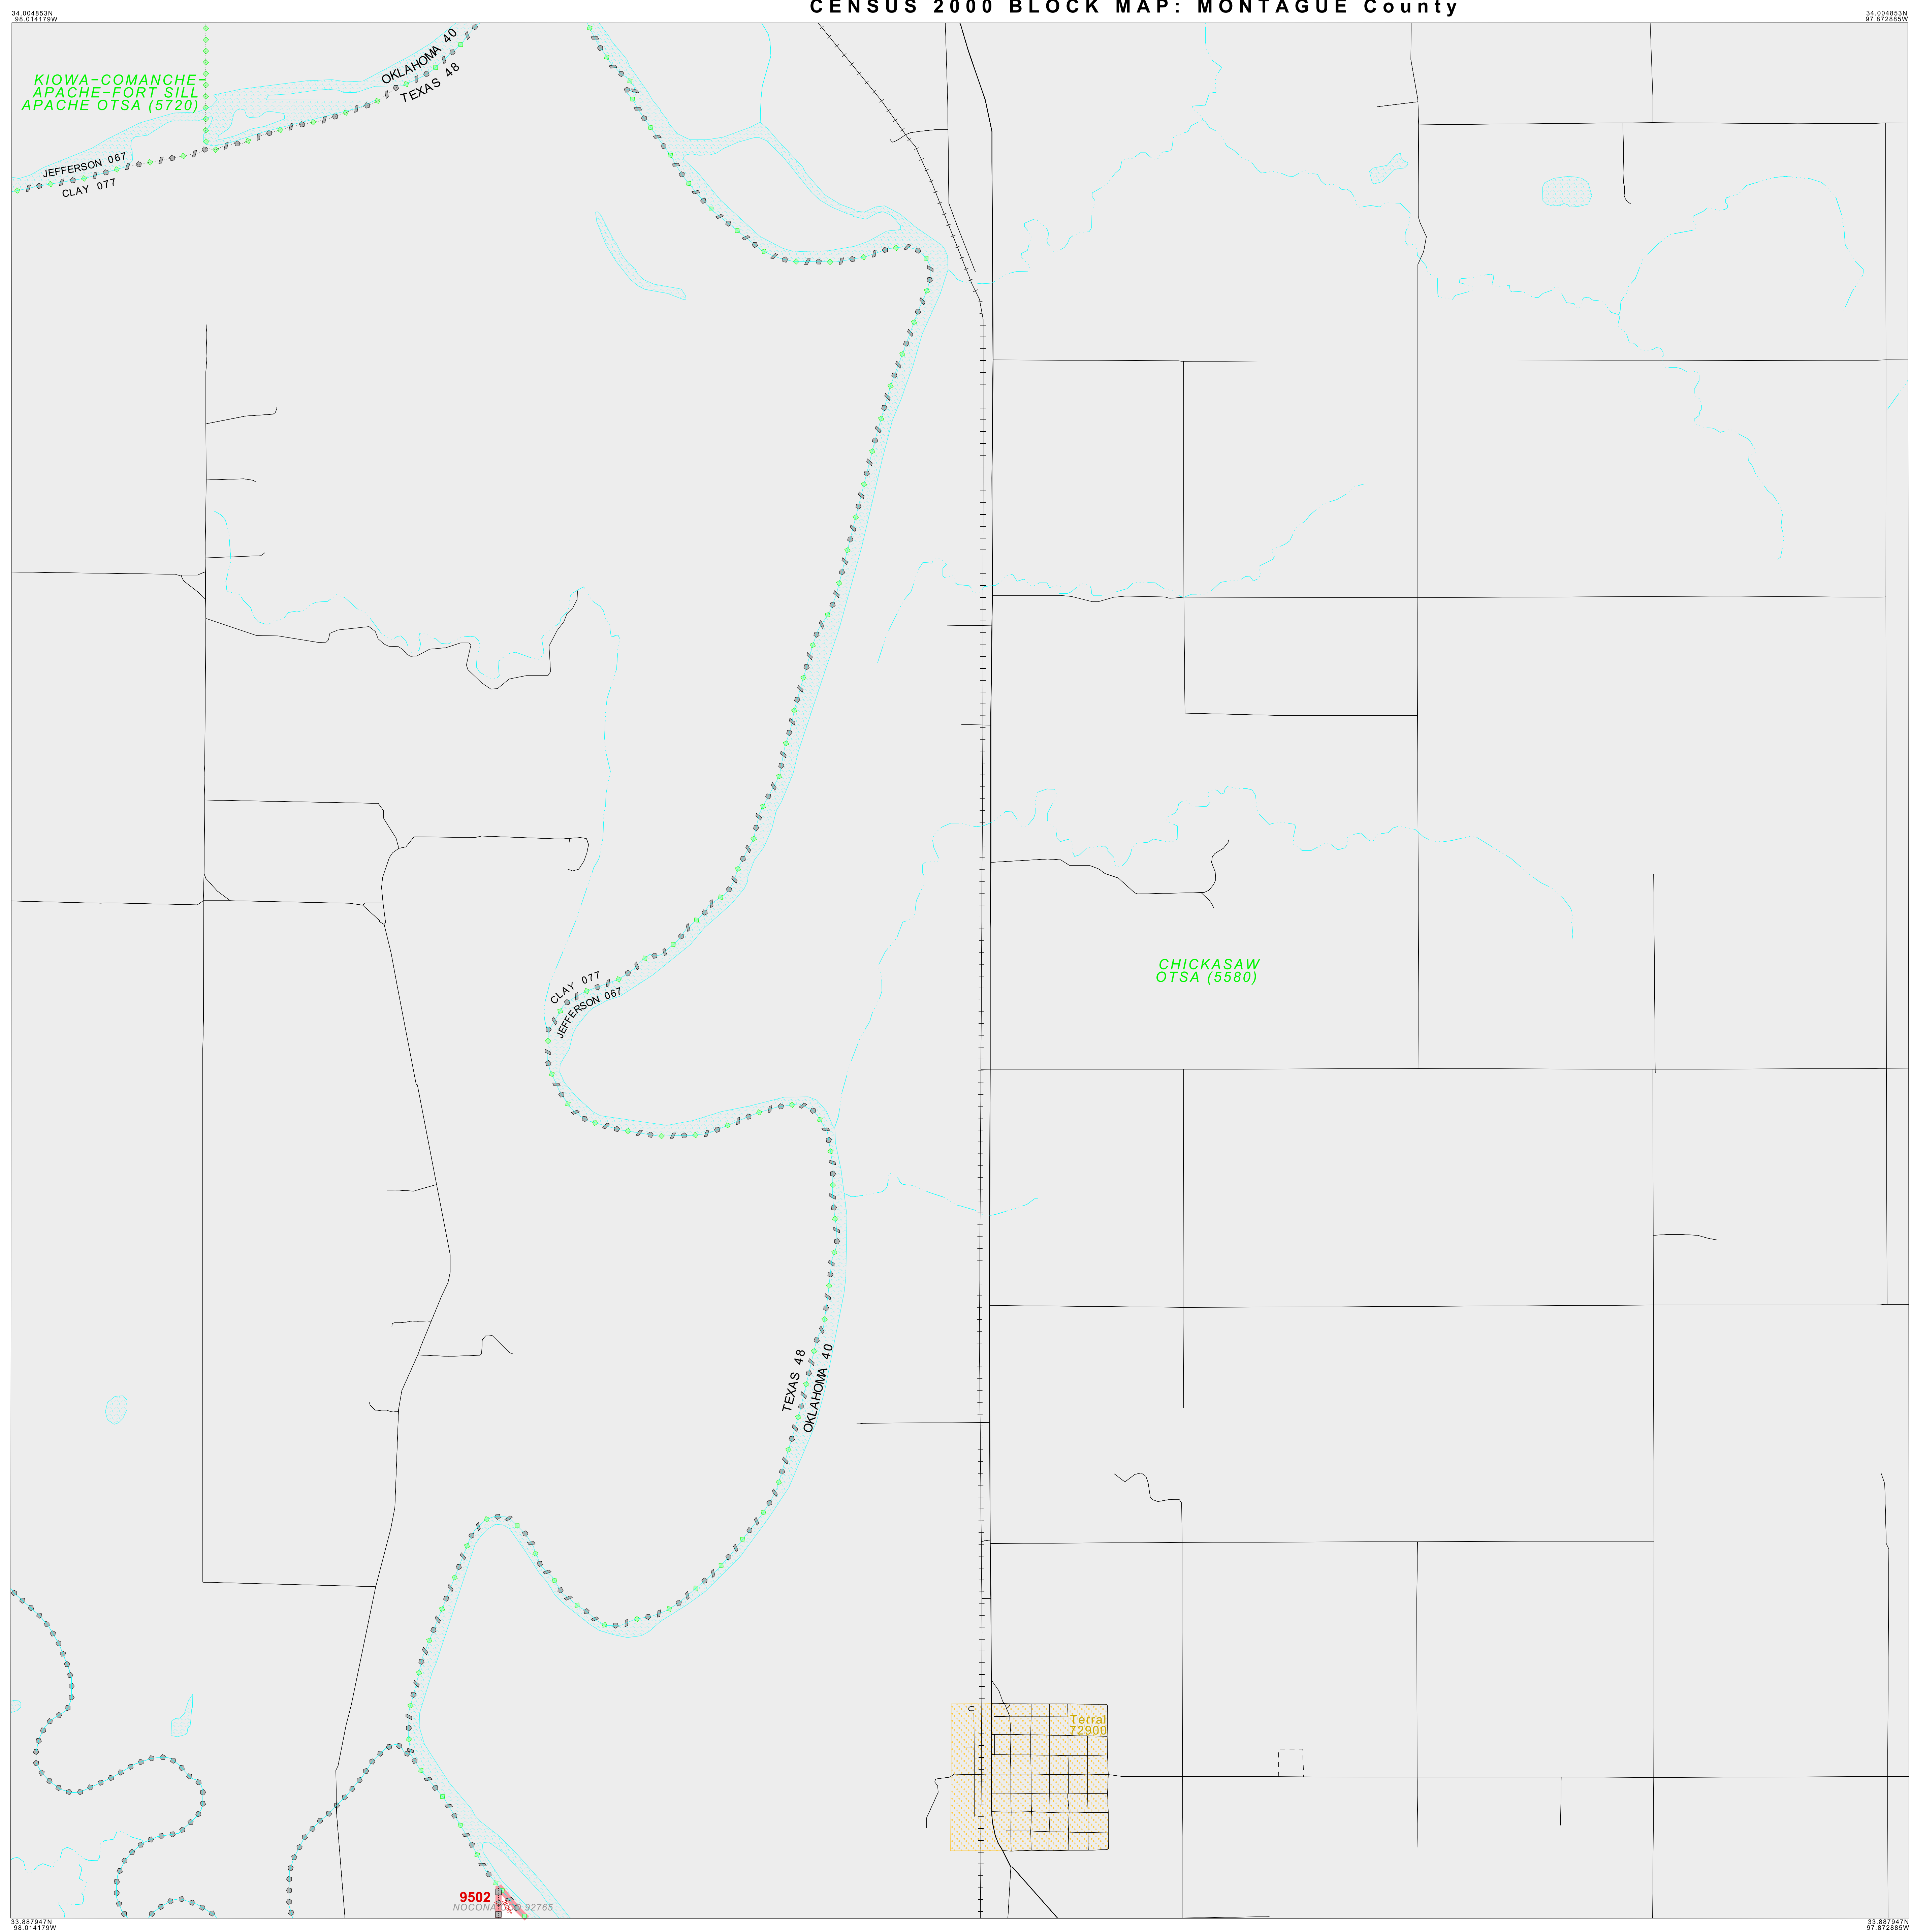 CENSUS 2000 BLOCK MAP: MONTAGUE County
34.004853N
98.014179W
34.004853N
97.872885W
KIOWA-COMANCHE-
APACHE-FORT SILL
APACHE OTSA (5720)
OKLAHOMA 40
TEXAS 48
JEFFERSON 067
CLAY 077
CHICKASAW
OTSA (5580)
CLAY 077
JEFFERSON 067
TEXAS 48
OKLAHOMA 40
Terral
72900
9502
NOCONA 92765
33.887947N
98.014179W
33.887947N
97.872885W